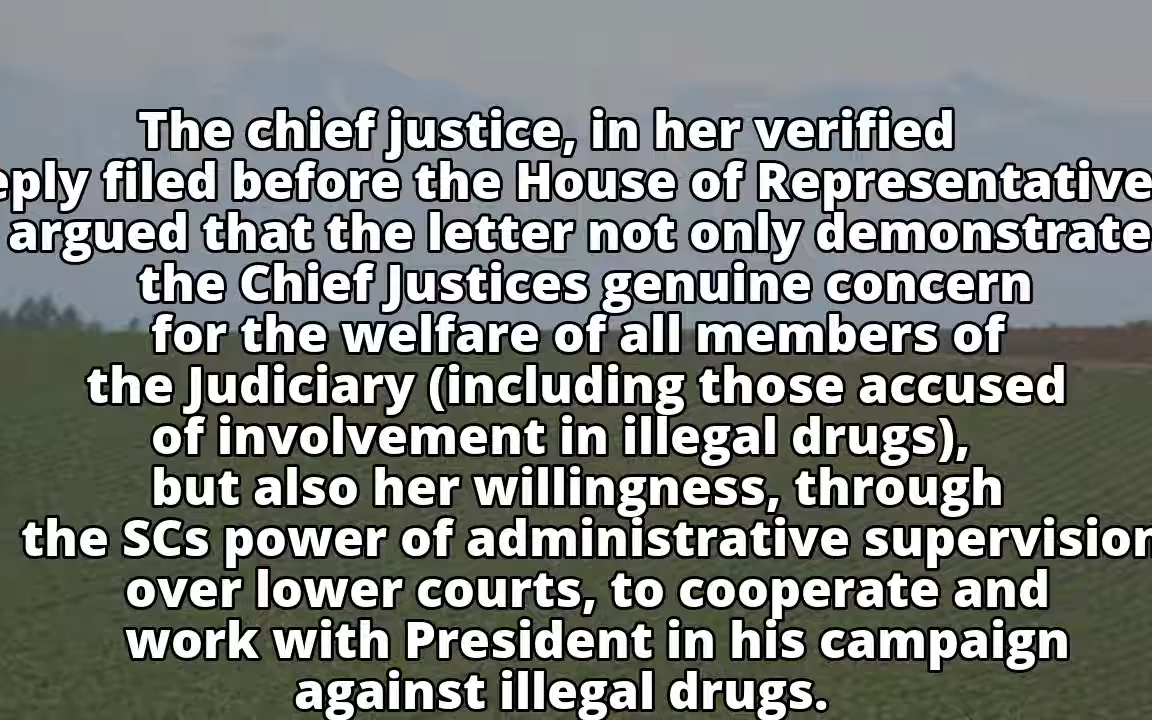 The chief justice, in her verified
eply filed before the House of Representative
argued that the letter not only demonstrate
the Chief Justices genuine concern
for the welfare of all members of
the Judiciary (including those accused
of involvement in illegal drugs),
but also her willingness, through
the SCs power of administrative supervision
over lower courts, to cooperate and
work with President in his campaign
against illegal drugs.